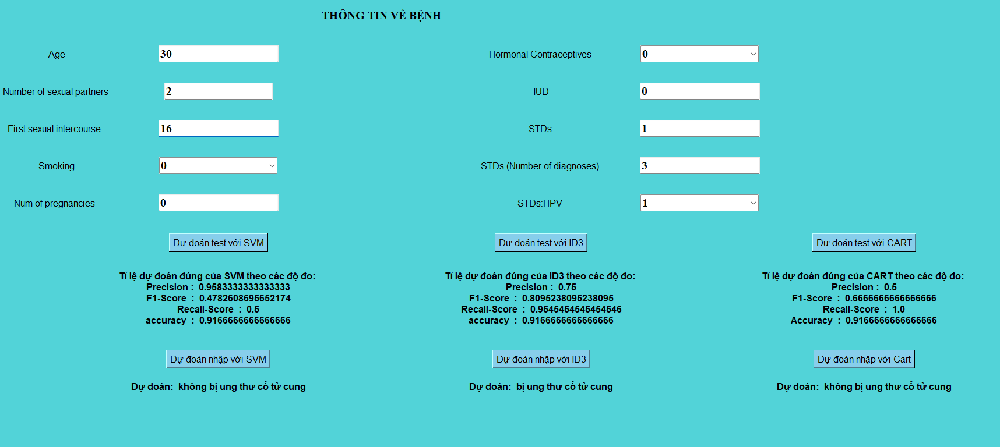 THÔNG TIN VỀ BỆNH
Age 30 Hormonal Contraceptives 0
Number of sexual partners 2 IUD 0
First sexual intercourse 16 STDs 1
Smoking 0 STDs (Number of diagnoses) 3
Num of pregnancies 0 STDs:HPV 1
Dự đoán test với SVM Dự đoán test với ID3 Dự đoán test với CART
Tỉ lệ dự đoán đúng của SVM theo các độ đo:
Precision : 0.9583333333333333
F1-Score : 0.4782608695652174
Recall-Score : 0.5
accuracy : 0.9166666666666666
Tỉ lệ dự đoán đúng của ID3 theo các độ đo:
Precision : 0.75
F1-Score : 0.8095238095238095
Recall-Score : 0.9545454545454546
accuracy : 0.9166666666666666
Tỉ lệ dự đoán đúng của CART theo các độ đo:
Precision : 0.5
F1-Score : 0.6666666666666666
Recall-Score : 1.0
Accuracy : 0.9166666666666666
Dự đoán nhập với SVM Dự đoán nhập với ID3 Dự đoán nhập với Cart
Dự đoán: không bị ung thư cổ tử cung Dự đoán: bị ung thư cổ tử cung Dự đoán: không bị ung thư cổ tử cung